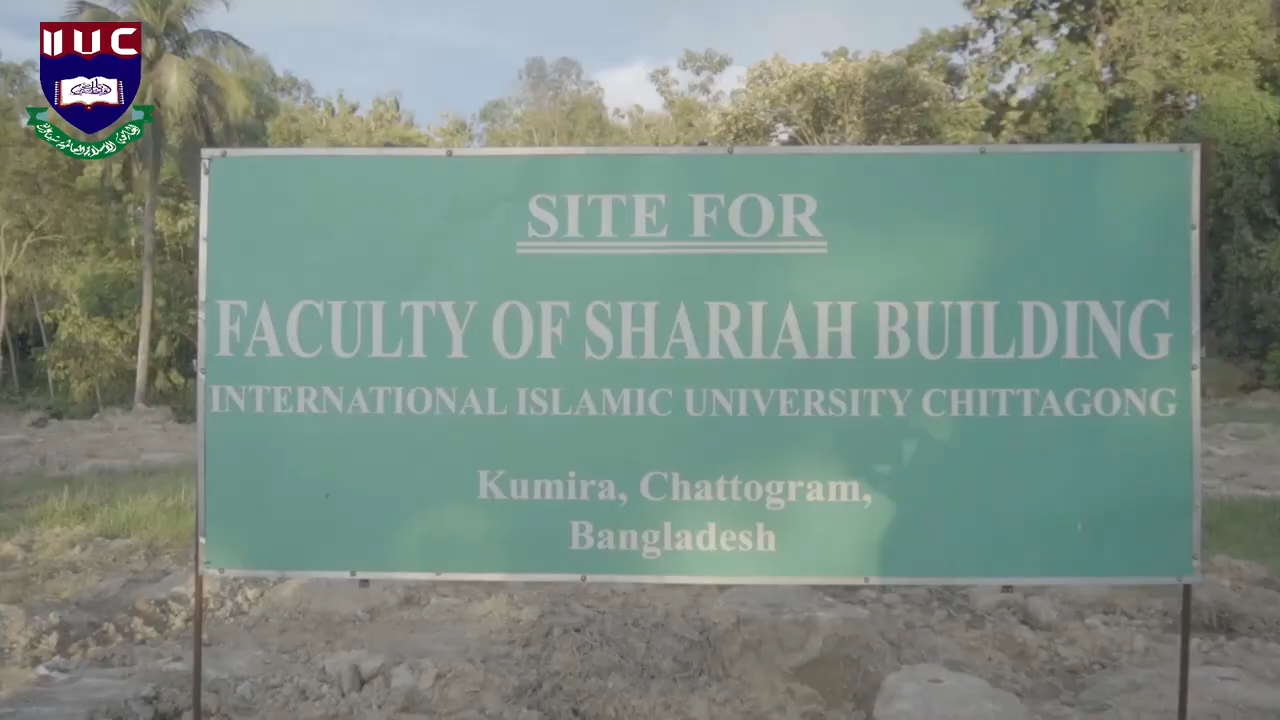 IIUC
SITE FOR
FACULTY OF SHARIAH BUILDING
INTERNATIONAL ISLAMIC UNIVERSITY CHITTAGONG
Kumira, Chattogram,
Bangladesh